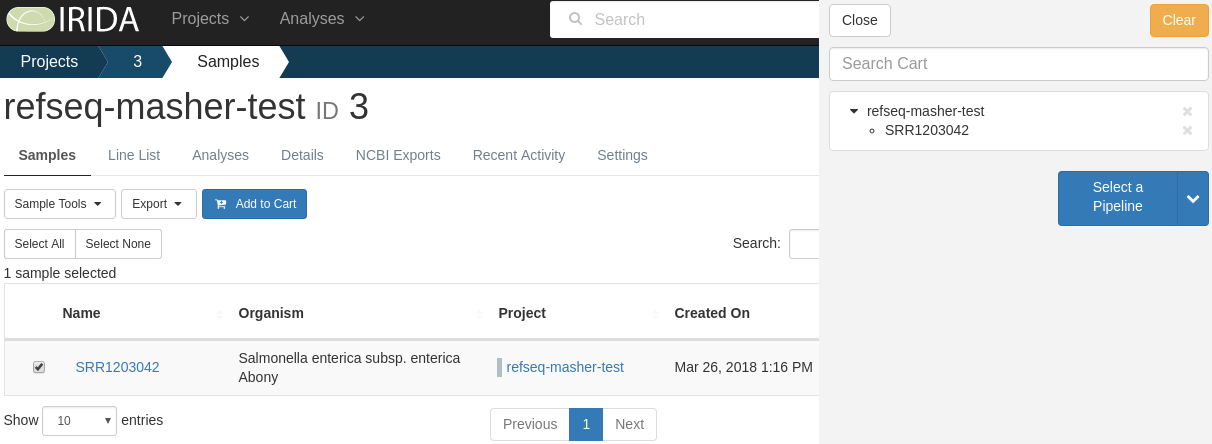 IRIDA Projects Analyses Search
Projects 3 Samples
refseq-masher-test ID 3
Samples Line List Analyses Details NCBI Exports Recent Activity Settings
Sample Tools Export Add to Cart
Select All Select None Search:
1 sample selected
Name Organism Project Created On
SRR1203042 Salmonella enterica subsp. enterica
Abony refseq-masher-test Mar 26, 2018 1:16 PM
Show 10 entries Previous 1 Next
Close Clear
Search Cart
refseq-masher-test
SRR1203042
Select a
Pipeline